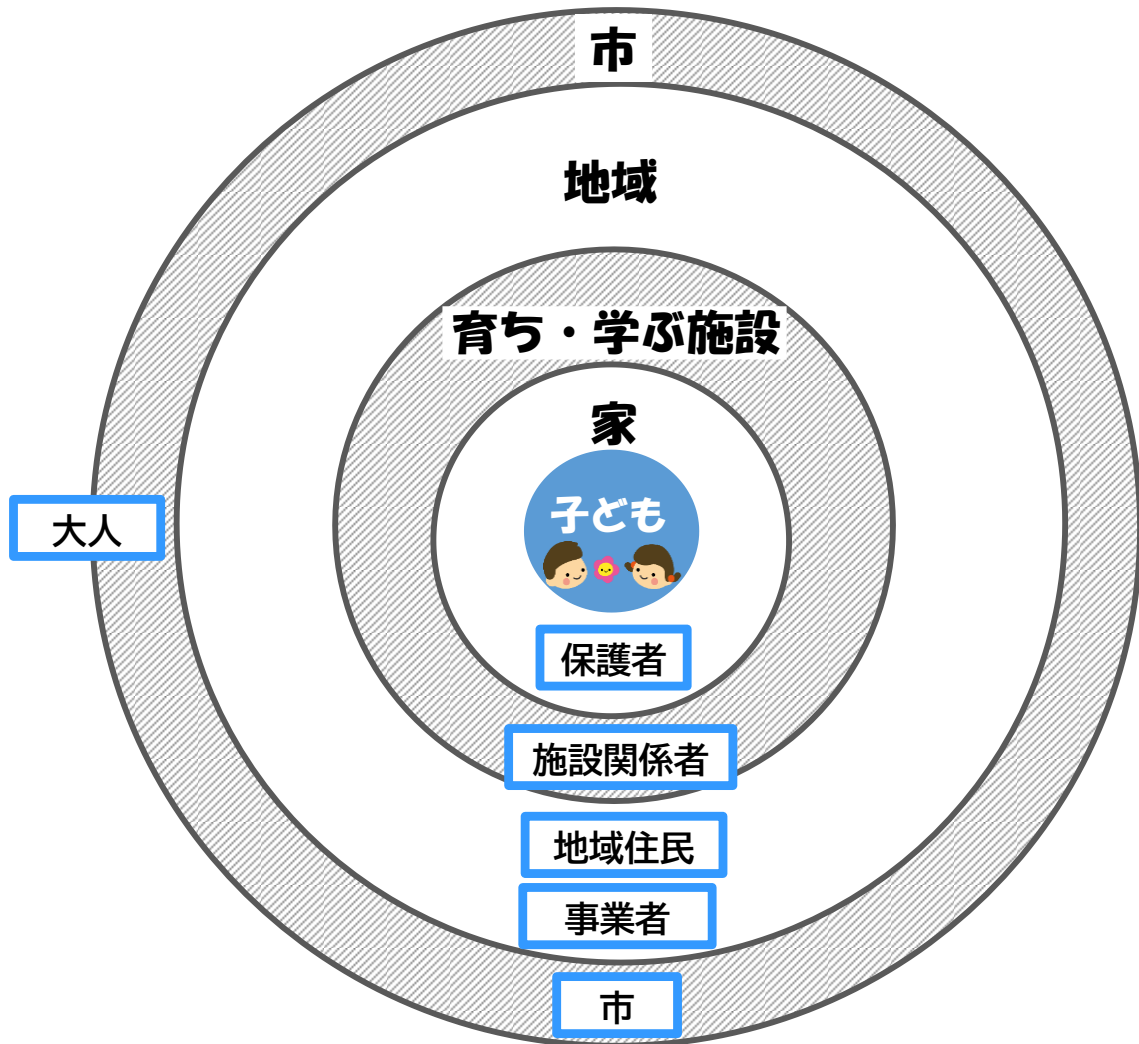 市
地域
育ち・学ぶ施設
家
子ども
大人
保護者
施設関係者
地域住民
事業者
市